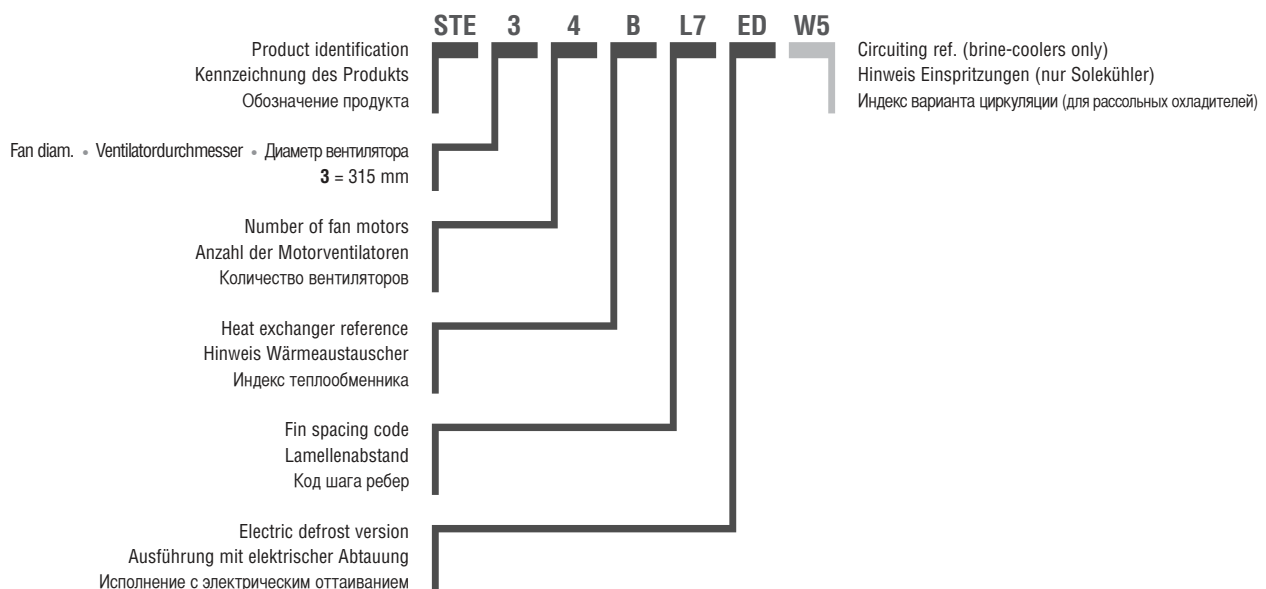 STE 3 4 B L7 ED W5
Product identification
Kennzeichnung des Produkts
Обозначение продукта
Circuiting ref. (brine-coolers only)
Hinweis Einspritzungen (nur Solekühler)
Индекс варианта циркуляции (для рассольных охладителей)
Fan diam. • Ventilatordurchmesser • Диаметр вентилятора
3 = 315 mm
Number of fan motors
Anzahl der Motorventilatoren
Количество вентиляторов
Heat exchanger reference
Hinweis Wärmeaustauscher
Индекс теплообменника
Fin spacing code
Lamellenabstand
Код шага ребер
Electric defrost version
Ausführung mit elektrischer Abtauung
Исполнение с электрическим оттаиванием